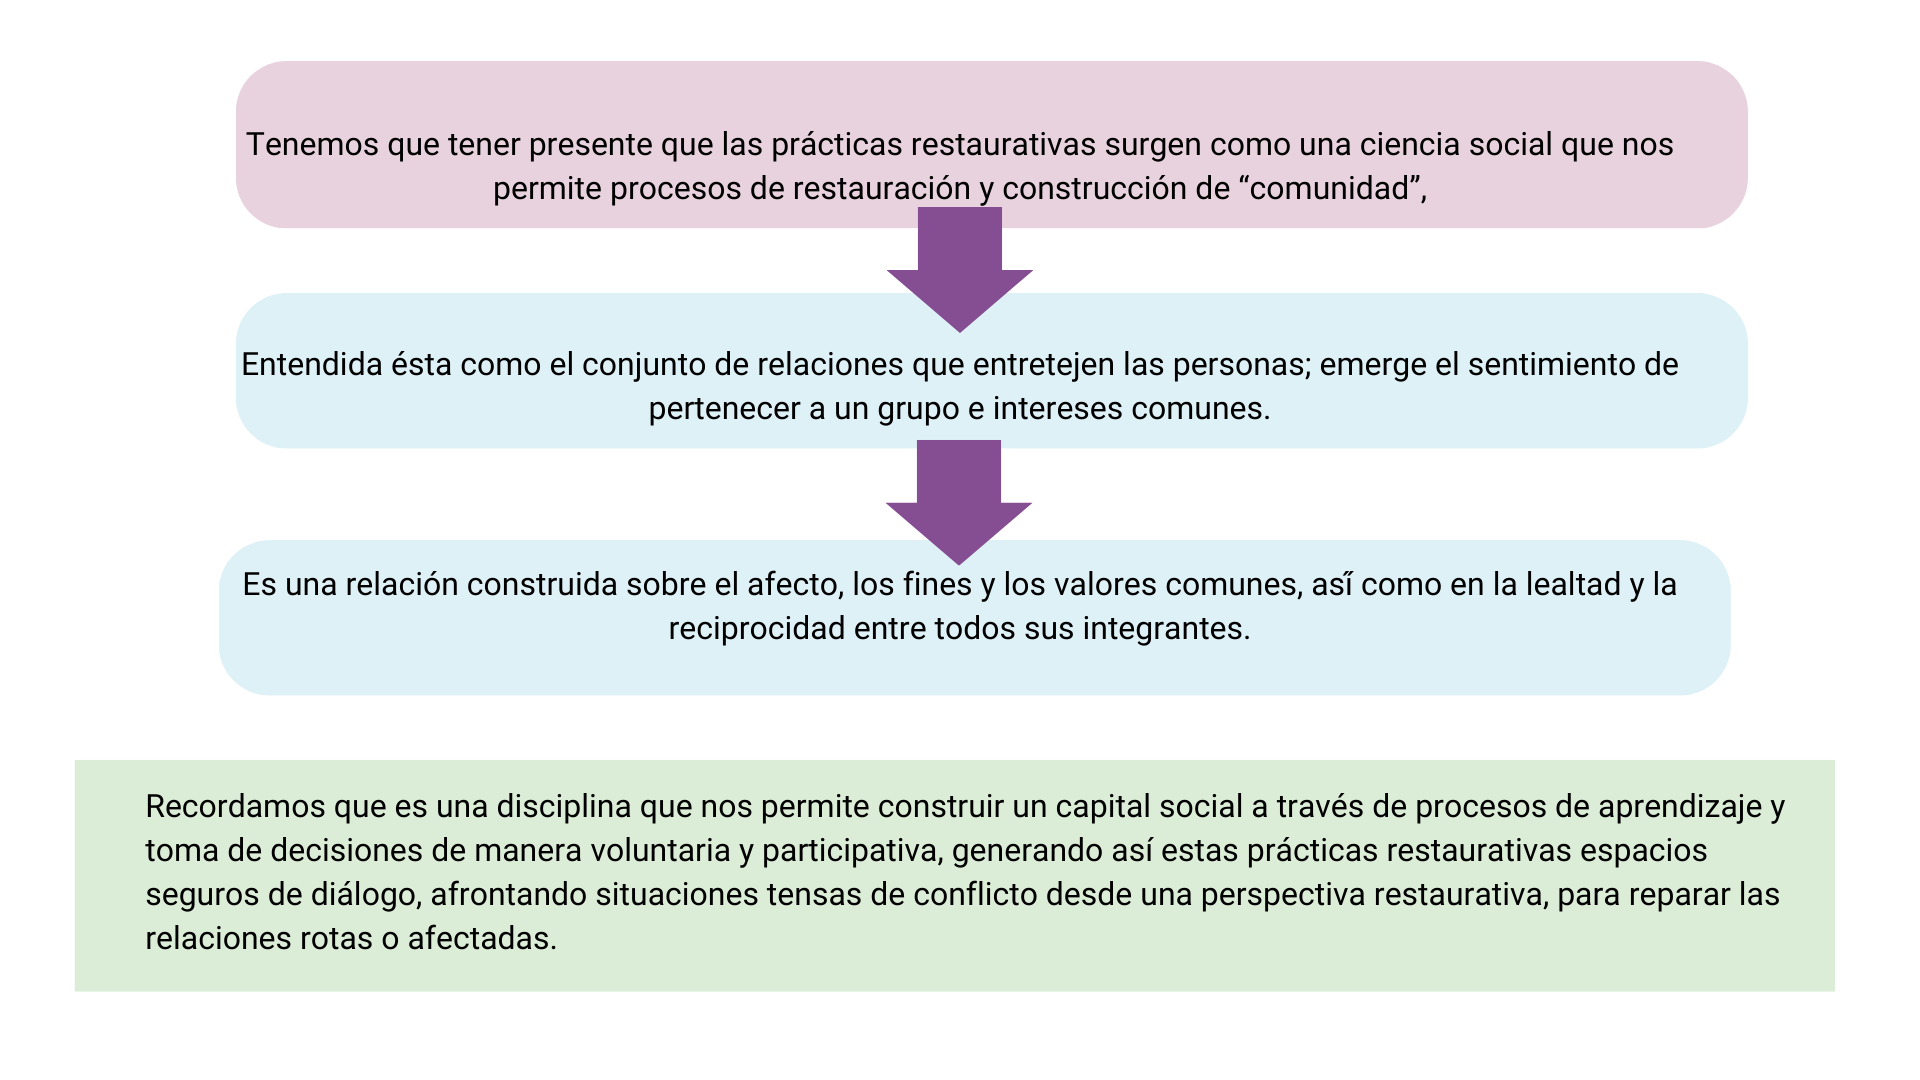 Tenemos que tener presente que las prácticas restaurativas surgen como una ciencia social que nos
permite procesos de restauración y construcción de “comunidad”,
Entendida ésta como el conjunto de relaciones que entretejen las personas; emerge el sentimiento de
pertenecer a un grupo e intereses comunes.
Es una relación construida sobre el afecto, los fines y los valores comunes, así́ como en la lealtad y la
reciprocidad entre todos sus integrantes.
Recordamos que es una disciplina que nos permite construir un capital social a través de procesos de aprendizaje y
toma de decisiones de manera voluntaria y participativa, generando así estas prácticas restaurativas espacios
seguros de diálogo, afrontando situaciones tensas de conflicto desde una perspectiva restaurativa, para reparar las
relaciones rotas o afectadas.